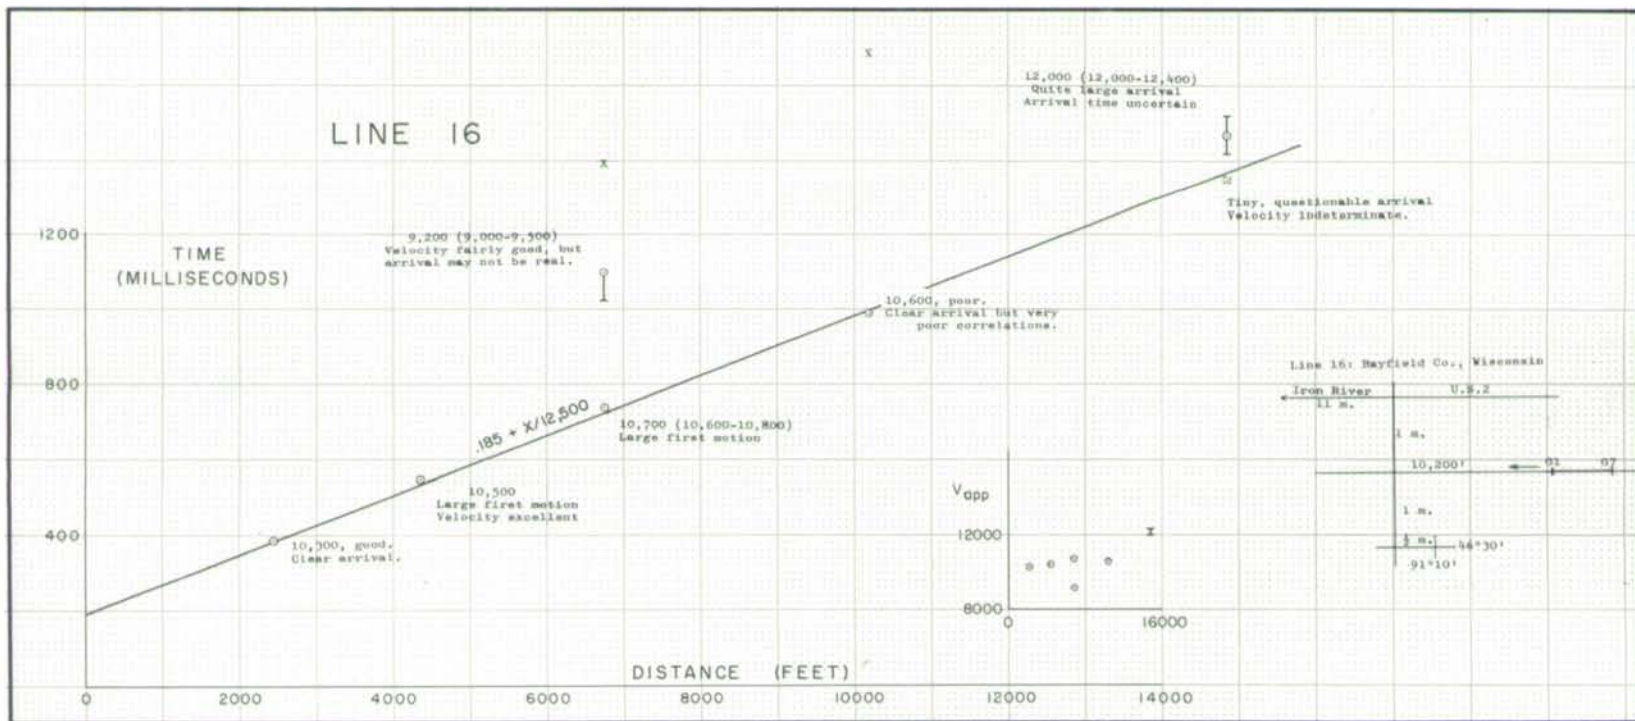 LINE 16
TIME
(MILLISECONDS)
1200
800
400
x
x
12,000 (12,000-12,400)
Quite large arrival
Arrival time uncertain
Tiny, questionable arrival
Velocity indeterminate.
9,200 (9,000-9,500)
Velocity fairly good, but
arrival may not be real.
10,600, poor.
Clear arrival but very
poor correlations.
.185 + X/12,500
10,700 (10,600-10,800)
Large first motion
10,500
Large first motion
Velocity excellent
10,300, good.
Clear arrival.
Line 16: Bayfield Co., Wisconsin
Iron River
11 m.
U.S.2
1 m.
10,200'
01
07
1 m.
½ m.
46°30'
91°10'
Vapp
12000
8000
0
16000
DISTANCE (FEET)
0
2000
4000
6000
8000
10000
12000
14000